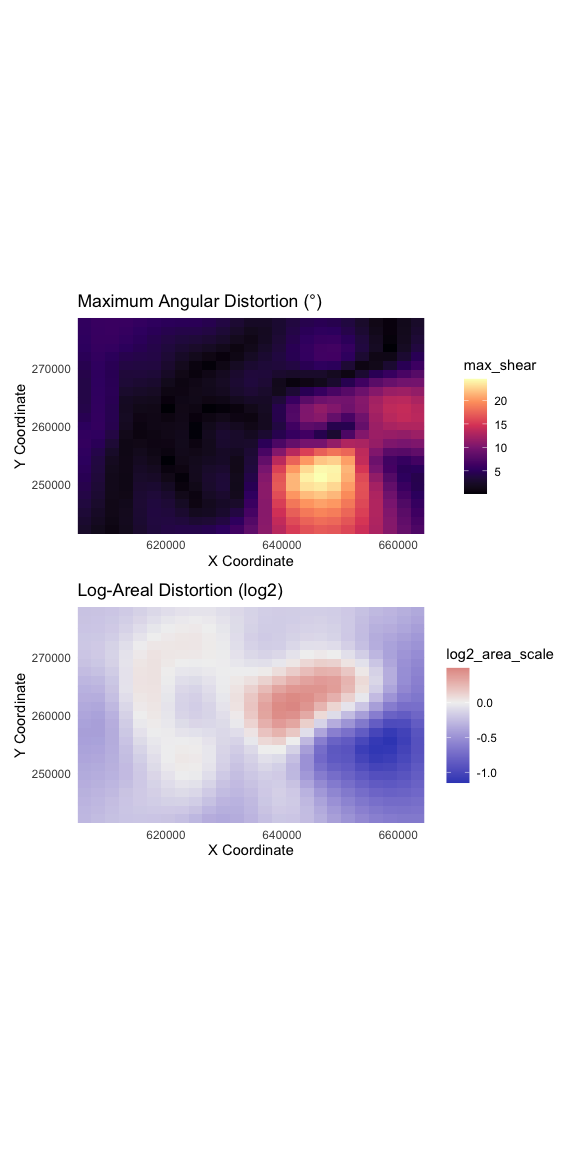 Maximum Angular Distortion (°)
270000
260000
250000
Y Coordinate
620000 640000 660000
X Coordinate
max_shear
20
15
10
5
Log-Areal Distortion (log2)
270000
260000
250000
Y Coordinate
620000 640000 660000
X Coordinate
log2_area_scale
0.0
-0.5
-1.0